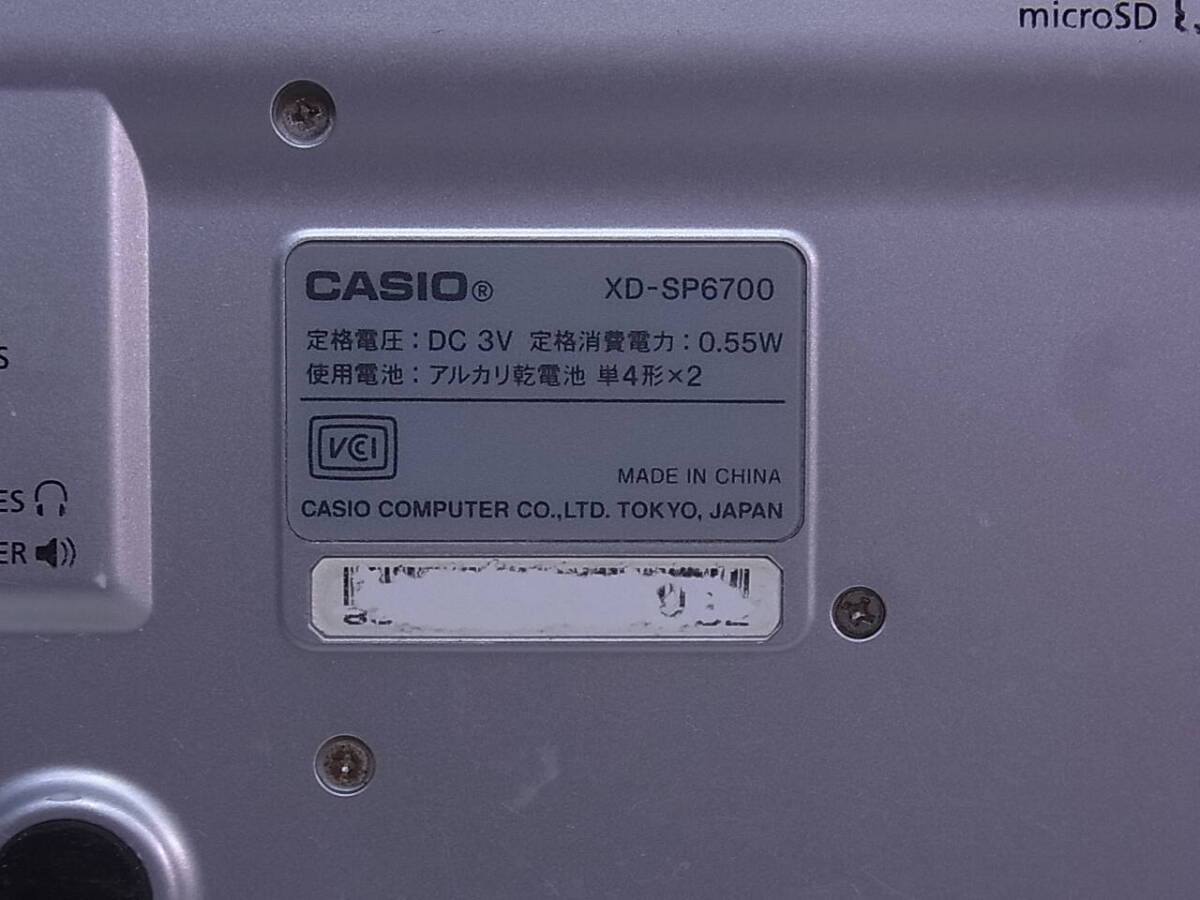 microSD
CASIO® XD-SP6700
定格電圧：DC 3V 定格消費電力：0.55W
使用電池：アルカリ乾電池 単4形×2
VCCI
MADE IN CHINA
CASIO COMPUTER CO.,LTD. TOKYO, JAPAN
S
ES
ER